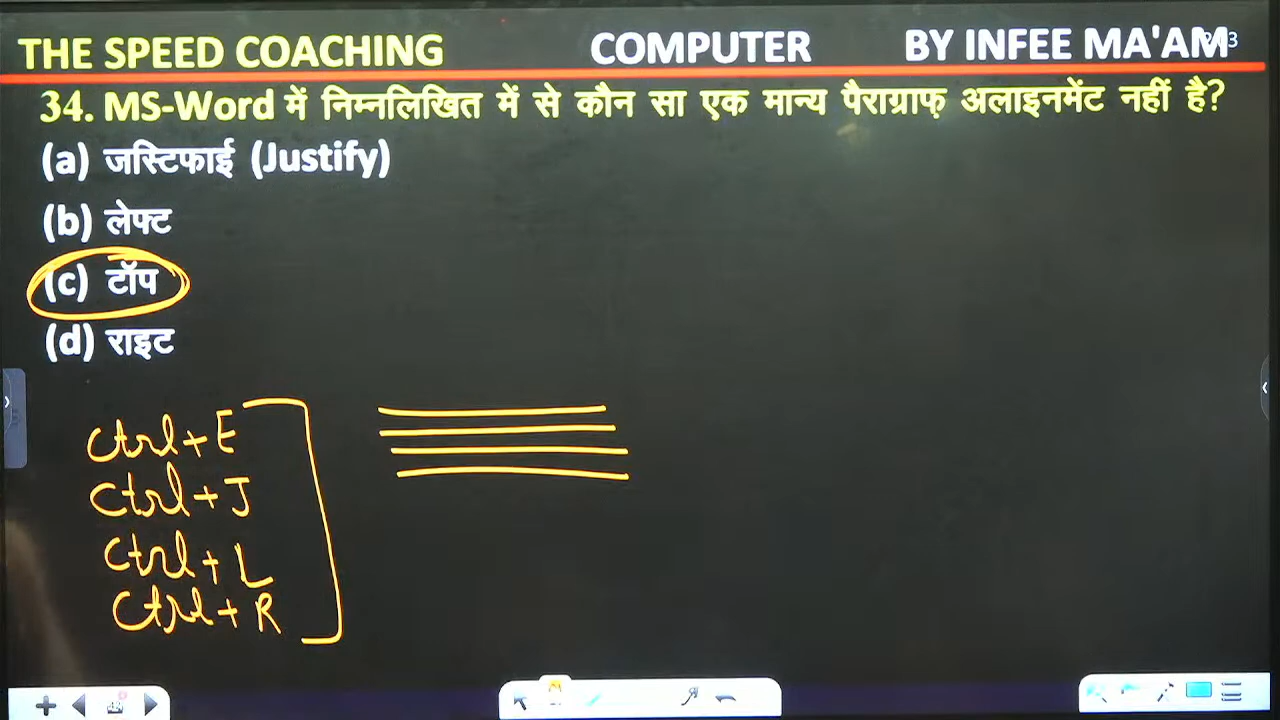 THE SPEED COACHING COMPUTER BY INFEE MA'AM
34. MS-Word में निम्नलिखित में से कौन सा एक मान्य पैराग्राफ़ अलाइनमेंट नहीं है?
(a) जस्टिफाई (Justify)
(b) लेफ्ट
(c) टॉप
(d) राइट
Ctrl+E
Ctrl+J
Ctrl+L
Ctrl+R